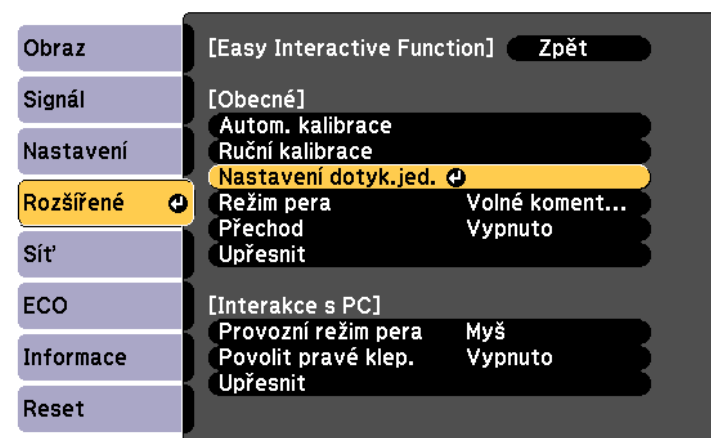 Obraz
Signál
Nastavení
Rozšířené
Síť
ECO
Informace
Reset
[Easy Interactive Function] Zpět
[Obecné]
Autom. kalibrace
Ruční kalibrace
Nastavení dotyk.jed.
Režim pera Volné koment...
Přechod Vypnuto
Upřesnit
[Interakce s PC]
Provozní režim pera Myš
Povolit pravé klep. Vypnuto
Upřesnit